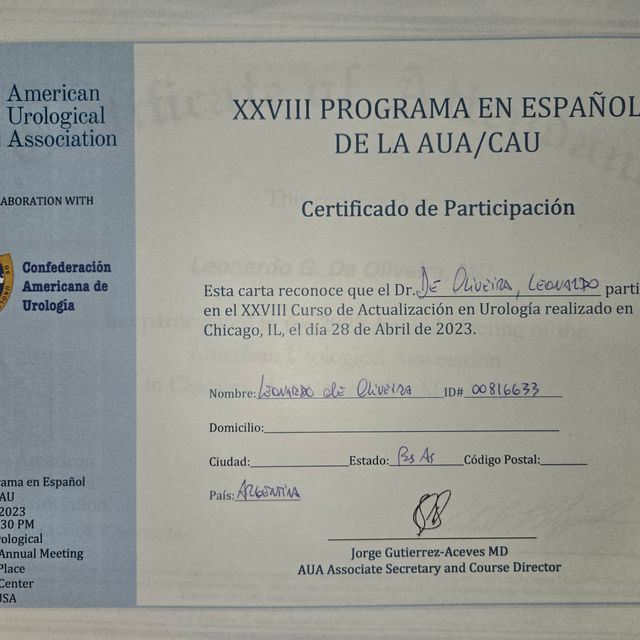 American
Urological
Association
ABORATION WITH
Confederación
Americana de
Urología
XXVIII PROGRAMA EN ESPAÑOL
DE LA AUA/CAU
Certificado de Participación
Esta carta reconoce que el Dr. De Oliveira, Leonardo parti
en el XXVIII Curso de Actualización en Urología realizado en
Chicago, IL, el día 28 de Abril de 2023.
Nombre: Leonardo de Oliveira ID# 00816633
Domicilio:
Ciudad: Estado: Bs As Código Postal:
País: Argentina
Jorge Gutierrez-Aceves MD
AUA Associate Secretary and Course Director
rama en Español
AU
2023
30 PM
rological
Annual Meeting
Place
Center
USA